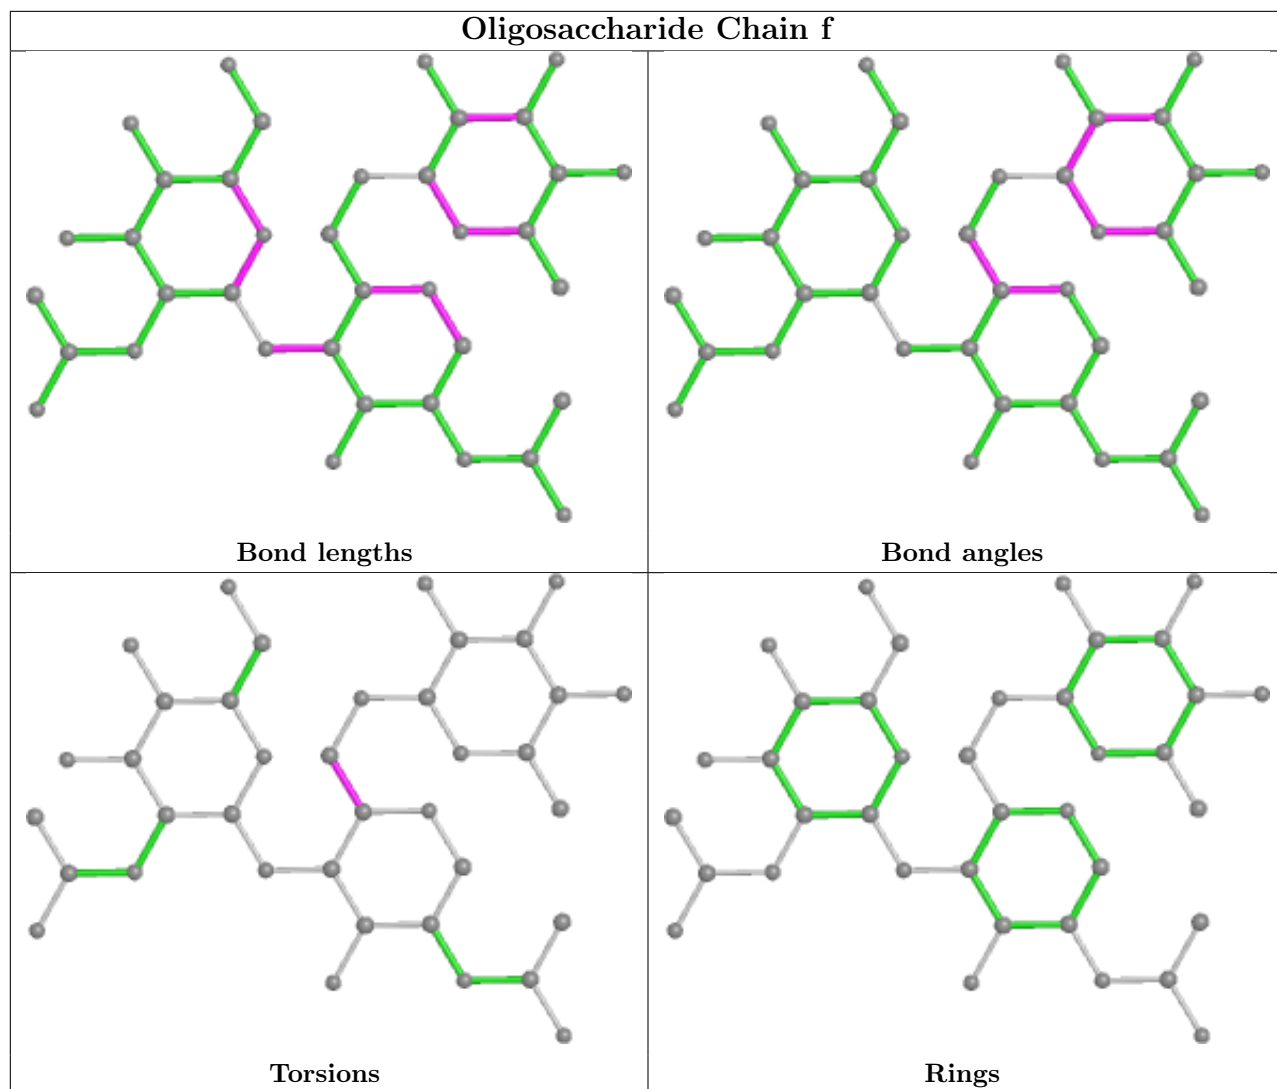 Oligosaccharide Chain f
Bond lengths
Bond angles
Torsions
Rings